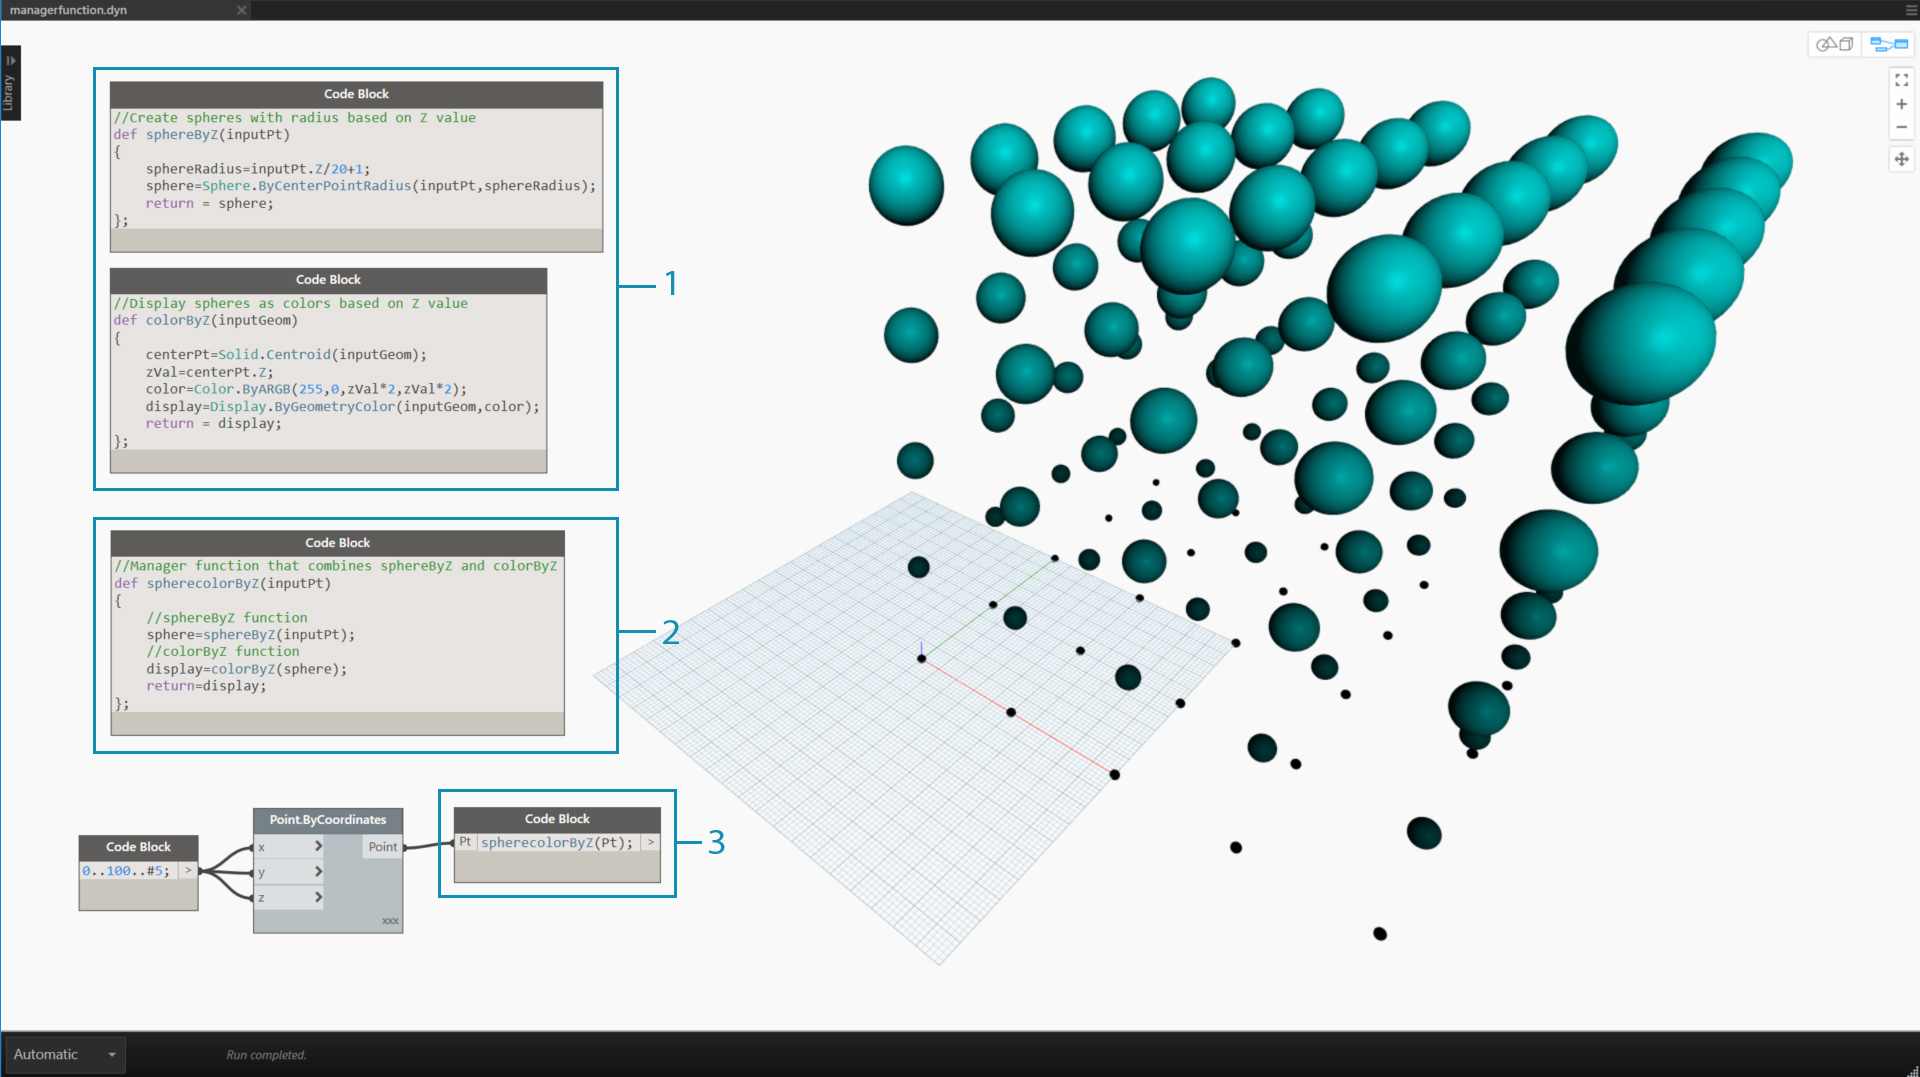 managerfunction.dyn
Library
Code Block
//Create spheres with radius based on Z value
def sphereByZ(inputPt)
{
sphereRadius=inputPt.Z/20+1;
sphere=Sphere.ByCenterPointRadius(inputPt,sphereRadius);
return = sphere;
};
Code Block
//Display spheres as colors based on Z value
def colorByZ(inputGeom)
{
centerPt=Solid.Centroid(inputGeom);
zVal=centerPt.Z;
color=Color.ByARGB(255,0,zVal*2,zVal*2);
display=Display.ByGeometryColor(inputGeom,color);
return = display;
};
1
Code Block
//Manager function that combines sphereByZ and colorByZ
def spherecolorByZ(inputPt)
{
//sphereByZ function
sphere=sphereByZ(inputPt);
//colorByZ function
display=colorByZ(sphere);
return=display;
};
2
Code Block
0..100..#5; >
Point.ByCoordinates
x > Point
y >
z >
xxx
Code Block
Pt spherecolorByZ(Pt); >
3
Automatic
Run completed.